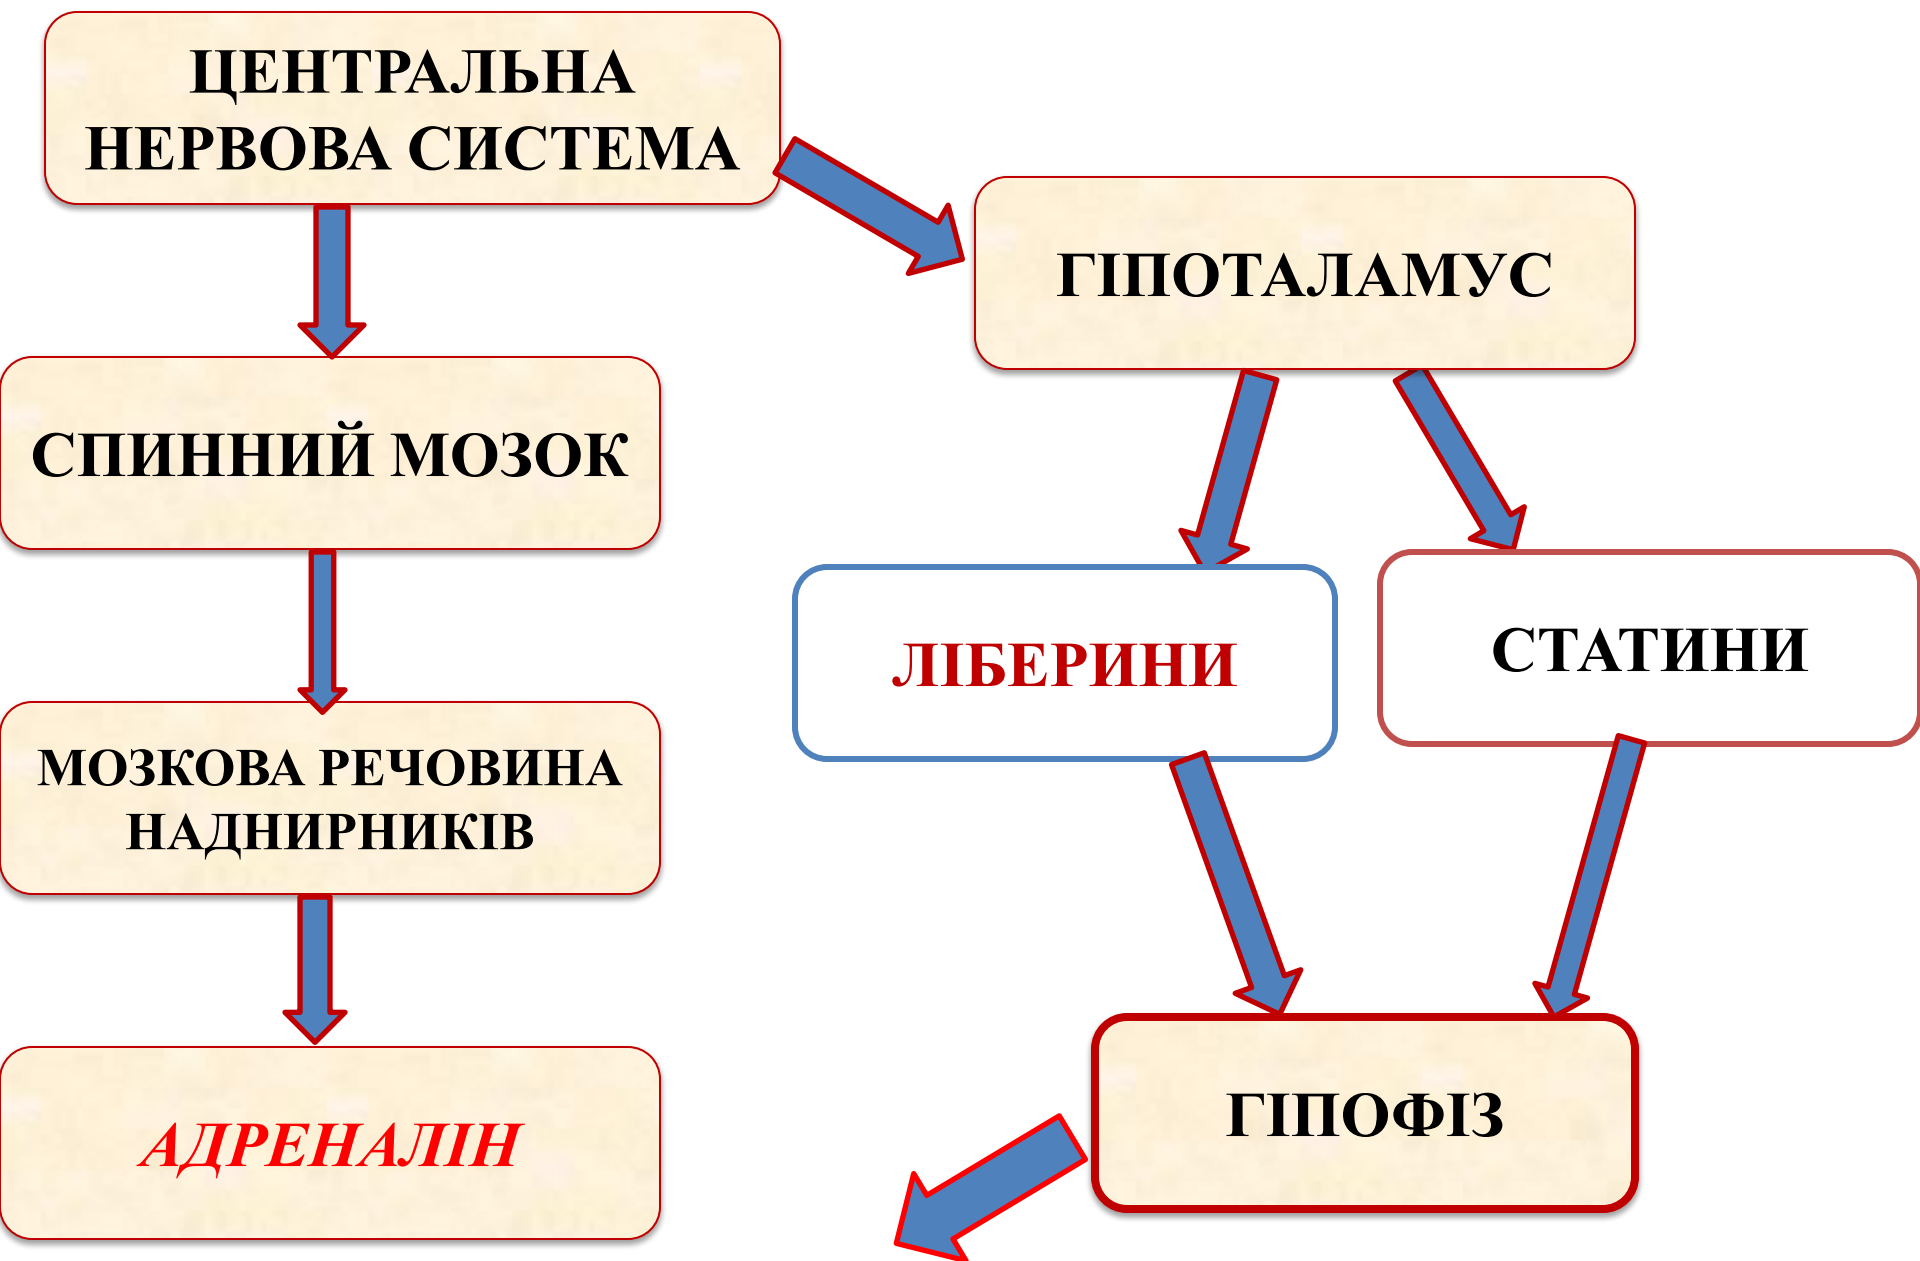 ЦЕНТРАЛЬНА
НЕРВОВА СИСТЕМА
ГІПОТАЛАМУС
СПИННИЙ МОЗОК
ЛІБЕРИНИ
СТАТИНИ
МОЗКОВА РЕЧОВИНА
НАДНИРНИКІВ
АДРЕНАЛІН
ГІПОФІЗ